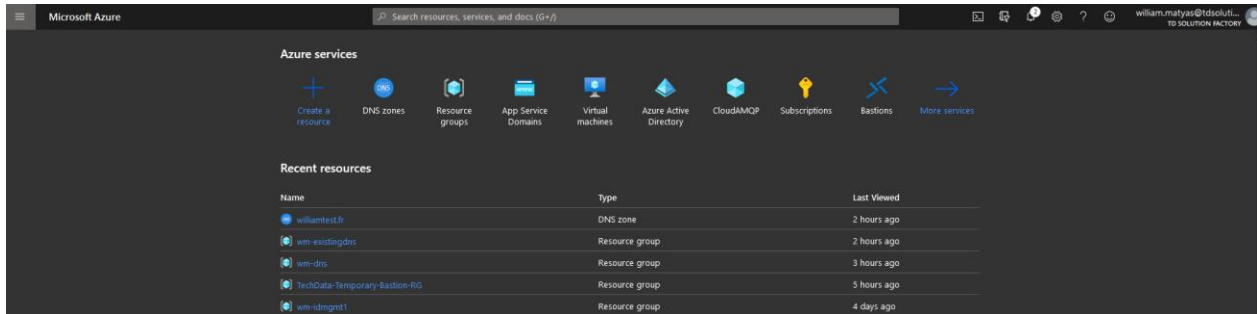 Microsoft Azure
Search resources, services, and docs (G+/)
2
william.matyas@tdsoluti...
TD SOLUTION FACTORY
Azure services
DNS
www
Create a resource
DNS zones
Resource groups
App Service Domains
Virtual machines
Azure Active Directory
CloudAMQP
Subscriptions
Bastions
More services
Recent resources
Name Type Last Viewed
williamtest.fr DNS zone 2 hours ago
wm-existingdns Resource group 2 hours ago
wm-dns Resource group 3 hours ago
TechData-Temporary-Bastion-RG Resource group 5 hours ago
wm-idmgmt1 Resource group 4 days ago